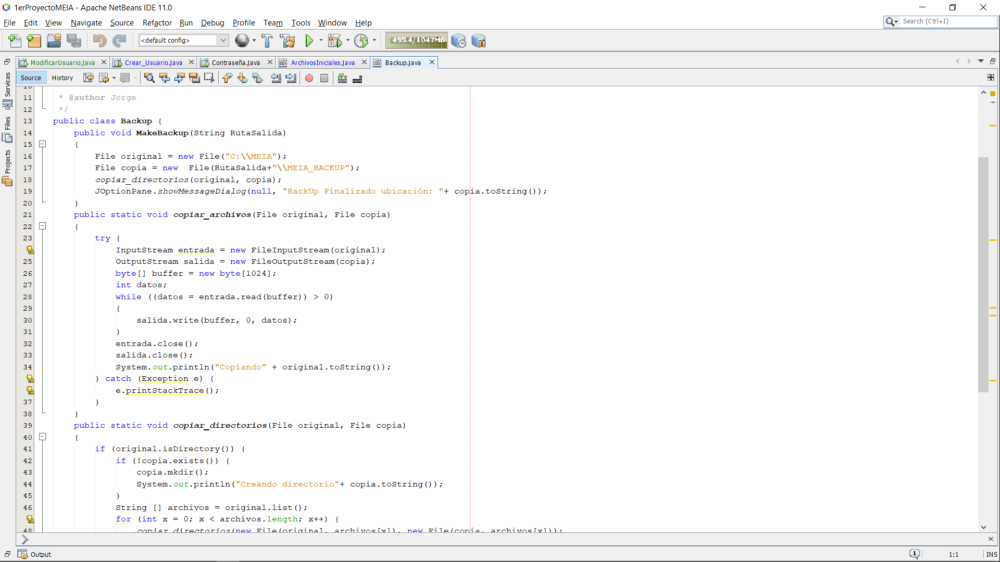 1erProyectoMEIA - Apache NetBeans IDE 11.0
File Edit View Navigate Source Refactor Run Debug Profile Team Tools Window Help
Search (Ctrl+I)
<default config>
495.4/1047MB
ModificarUsuario.java
Crear_Usuario.java
Contraseña.java
ArchivosIniciales.java
Backup.java
Source History
Services
Files
Projects
10
11 * @author Jorge
12 */
13 public class Backup {
14 public void MakeBackup(String RutaSalida)
15 {
16 File original = new File("C:\\MEIA");
17 File copia = new  File(RutaSalida+"\\MEIA_BACKUP");
18 copiar_directorios(original, copia);
19 JOptionPane.showMessageDialog(null, "BackUp Finalizado ubicación: "+ copia.toString());
20 }
21 public static void copiar_archivos(File original, File copia)
22 {
23 try {
InputStream entrada = new FileInputStream(original);
25 OutputStream salida = new FileOutputStream(copia);
26 byte[] buffer = new byte[1024];
27 int datos;
28 while ((datos = entrada.read(buffer)) > 0)
29 {
30 salida.write(buffer, 0, datos);
31 }
32 entrada.close();
33 salida.close();
34 System.out.println("Copiando" + original.toString());
} catch (Exception e) {
e.printStackTrace();
37 }
38 }
39 public static void copiar_directorios(File original, File copia)
40 {
41 if (original.isDirectory()) {
42 if (!copia.exists()) {
43 copia.mkdir();
44 System.out.println("Creando directorio"+ copia.toString());
45 }
46 String [] archivos = original.list();
for (int x = 0; x < archivos.length; x++) {
48 copiar_directorios(new File(original, archivos[x]), new File(copia, archivos[x]));
Output
1
1:1
INS